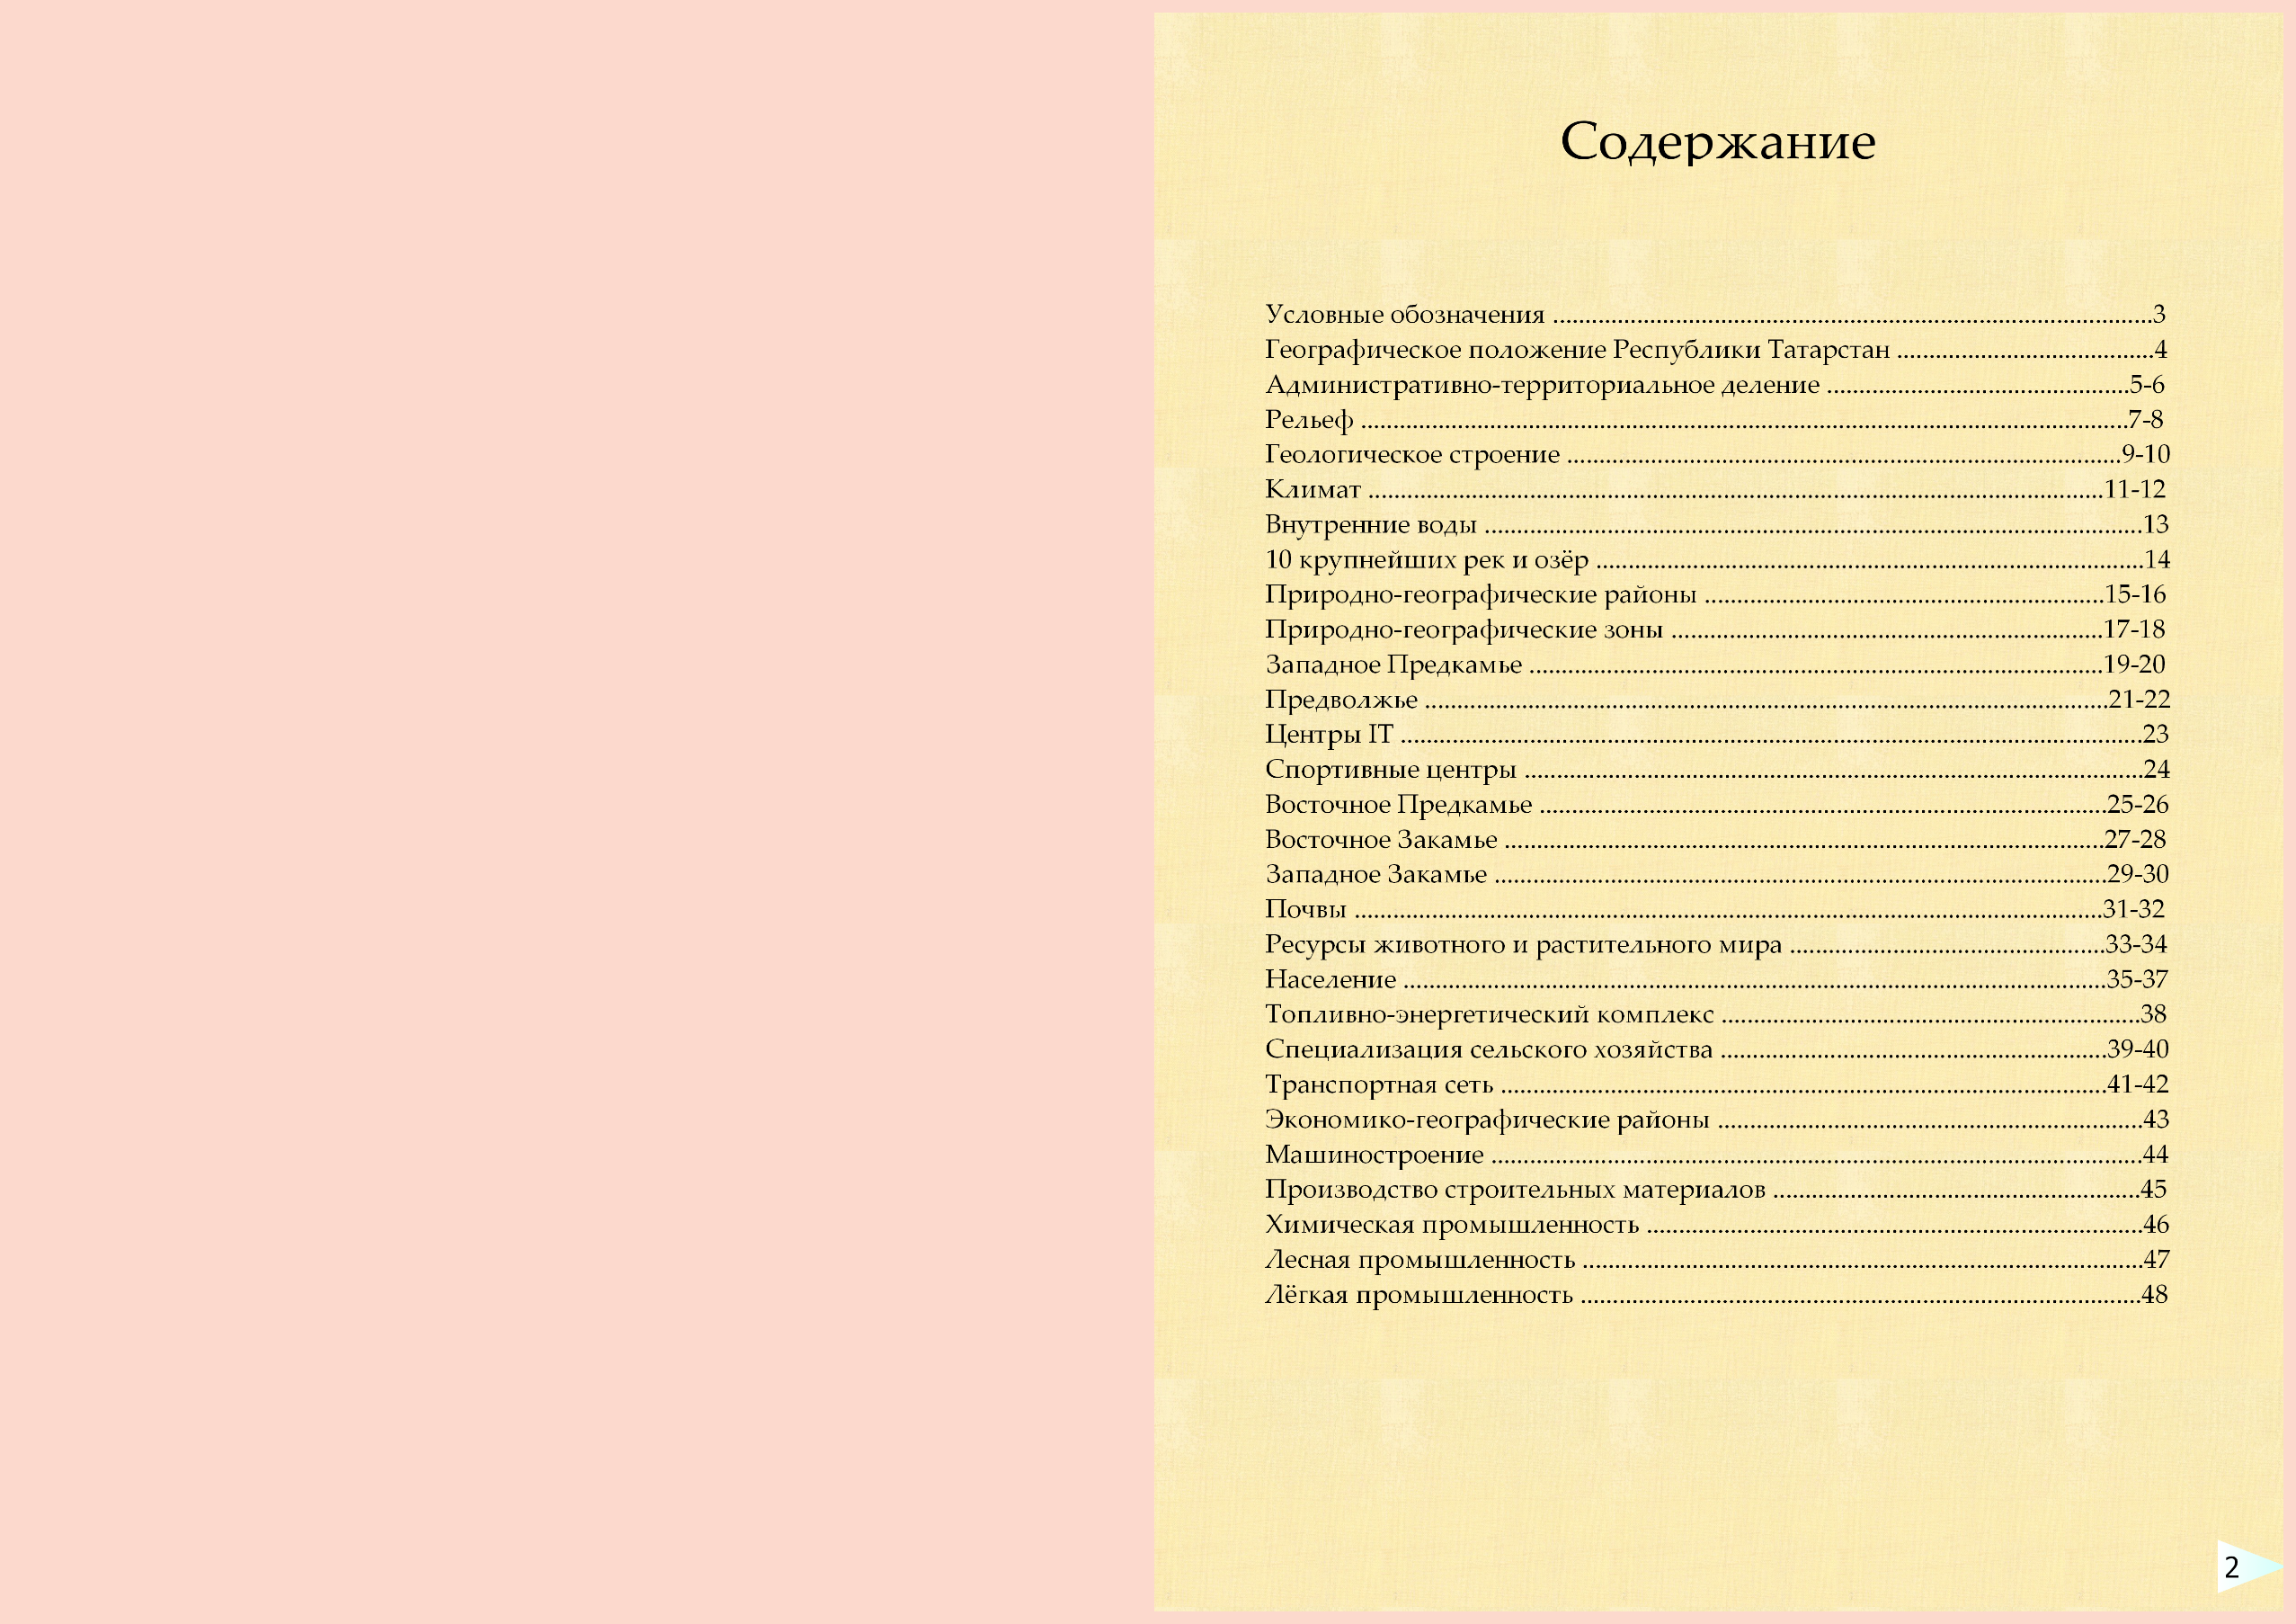 Содержание
Условные обозначения ............................................................................................3
Географическое положение Республики Татарстан .......................................4
Административно-территориальное деление ..............................................5-6
Рельеф ......................................................................................................................7-8
Геологическое строение .....................................................................................9-10
Климат .................................................................................................................11-12
Внутренние воды .....................................................................................................13
10 крупнейших рек и озёр ....................................................................................14
Природно-географические районы .............................................................15-16
Природно-географические зоны ..................................................................17-18
Западное Предкамье ........................................................................................19-20
Предволжье .........................................................................................................21-22
Центры IT ..................................................................................................................23
Спортивные центры ...............................................................................................24
Восточное Предкамье .......................................................................................25-26
Восточное Закамье ............................................................................................27-28
Западное Закамье ..............................................................................................29-30
Почвы ...................................................................................................................31-32
Ресурсы животного и растительного мира ................................................33-34
Население ............................................................................................................35-37
Топливно-энергетический комплекс ................................................................38
Специализация сельского хозяйства ...........................................................39-40
Транспортная сеть .............................................................................................41-42
Экономико-географические районы .................................................................43
Машиностроение ....................................................................................................44
Производство строительных материалов ........................................................45
Химическая промышленность ............................................................................46
Лесная промышленность ......................................................................................47
Лёгкая промышленность ......................................................................................48
2